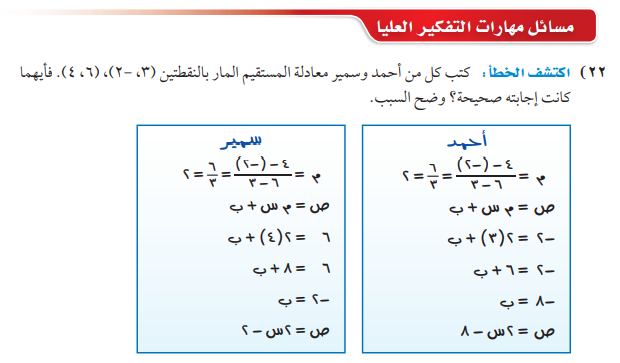 مسائل مهارات التفكير العليا
٢٢) اكتشف الخطأ: كتب كل من أحمد وسمير معادلة المستقيم المار بالنقطتين (٣، -٢)، (٦، ٤). فأيهما
كانت إجابته صحيحة؟ وضح السبب.
أحمد
م = (٤ - (-٢))/(٦ - ٣) = ٦/٣ = ٢
ص = م س + ب
-٢ = ٢(٣) + ب
-٢ = ٦ + ب
-٨ = ب
ص = ٢س - ٨
سمير
م = (٤ - (-٢))/(٦ - ٣) = ٦/٣ = ٢
ص = م س + ب
٦ = ٢(٤) + ب
٦ = ٨ + ب
-٢ = ب
ص = ٢س - ٢